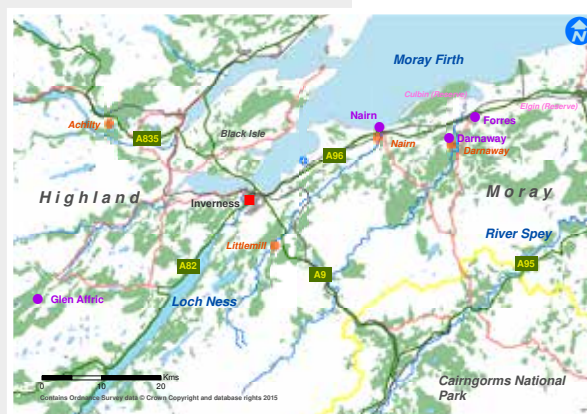 N
Moray Firth
Culbin (Reserve)
Elgin (Reserve)
Nairn
Forres
Achilty
A835
Black Isle
Nairn
Darnaway
Darnaway
A96
Highland
Inverness
Moray
River Spey
Littlemill
A82
A9
A95
Glen Affric
Loch Ness
0 10 20 Kms
Cairngorms National
Park
Contains Ordnance Survey data © Crown Copyright and database rights 2015